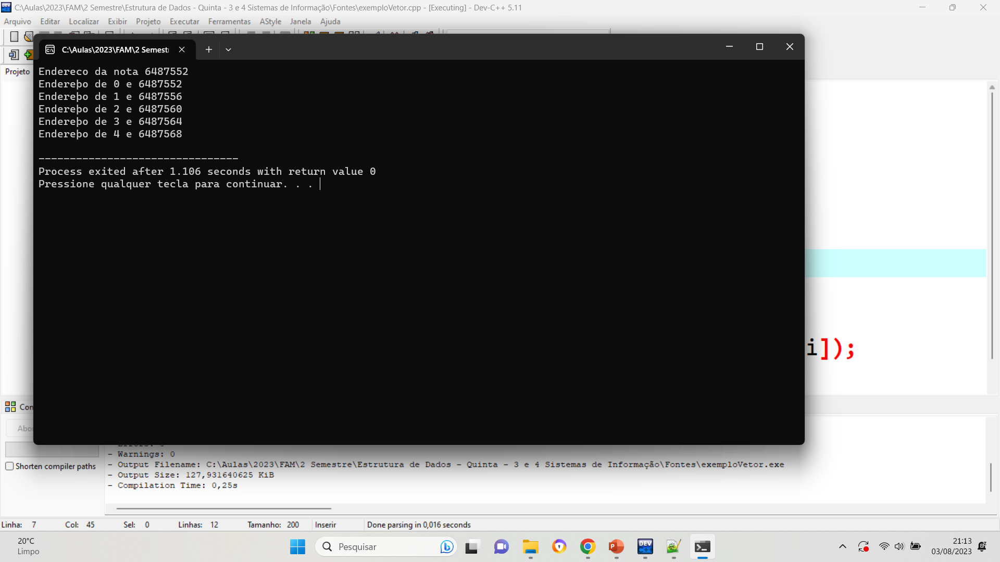 C:\Aulas\2023\FAM\2 Semestre\Estrutura de Dados - Quinta - 3 e 4 Sistemas de Informação\Fontes\exemploVetor.cpp - [Executing] - Dev-C++ 5.11
Arquivo Editar Localizar Exibir Projeto Executar Ferramentas AStyle Janela Ajuda
C:\Aulas\2023\FAM\2 Semest
Projeto
Endereco da nota 6487552
Endereþo de 0 e 6487552
Endereþo de 1 e 6487556
Endereþo de 2 e 6487560
Endereþo de 3 e 6487564
Endereþo de 4 e 6487568
--------------------------------
Process exited after 1.106 seconds with return value 0
Pressione qualquer tecla para continuar. . .
i]);
Con
Abo
- Errors: 0
- Warnings: 0
- Output Filename: C:\Aulas\2023\FAM\2 Semestre\Estrutura de Dados - Quinta - 3 e 4 Sistemas de Informação\Fontes\exemploVetor.exe
- Output Size: 127,931640625 KiB
- Compilation Time: 0,25s
Shorten compiler paths
Linha: 7 Col: 45 Sel: 0 Linhas: 12 Tamanho: 200 Inserir Done parsing in 0,016 seconds
20°C
Limpo
Pesquisar
DEV
C++
21:13
03/08/2023